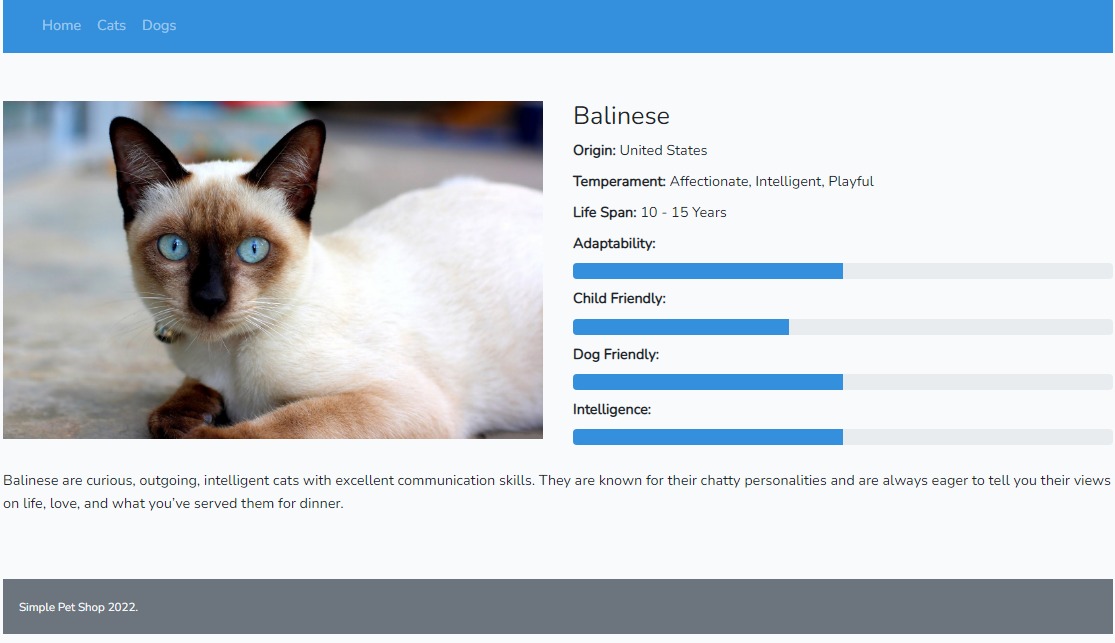 Home Cats Dogs
Balinese
Origin: United States
Temperament: Affectionate, Intelligent, Playful
Life Span: 10 - 15 Years
Adaptability:
Child Friendly:
Dog Friendly:
Intelligence:
Balinese are curious, outgoing, intelligent cats with excellent communication skills. They are known for their chatty personalities and are always eager to tell you their views
on life, love, and what you’ve served them for dinner.
Simple Pet Shop 2022.